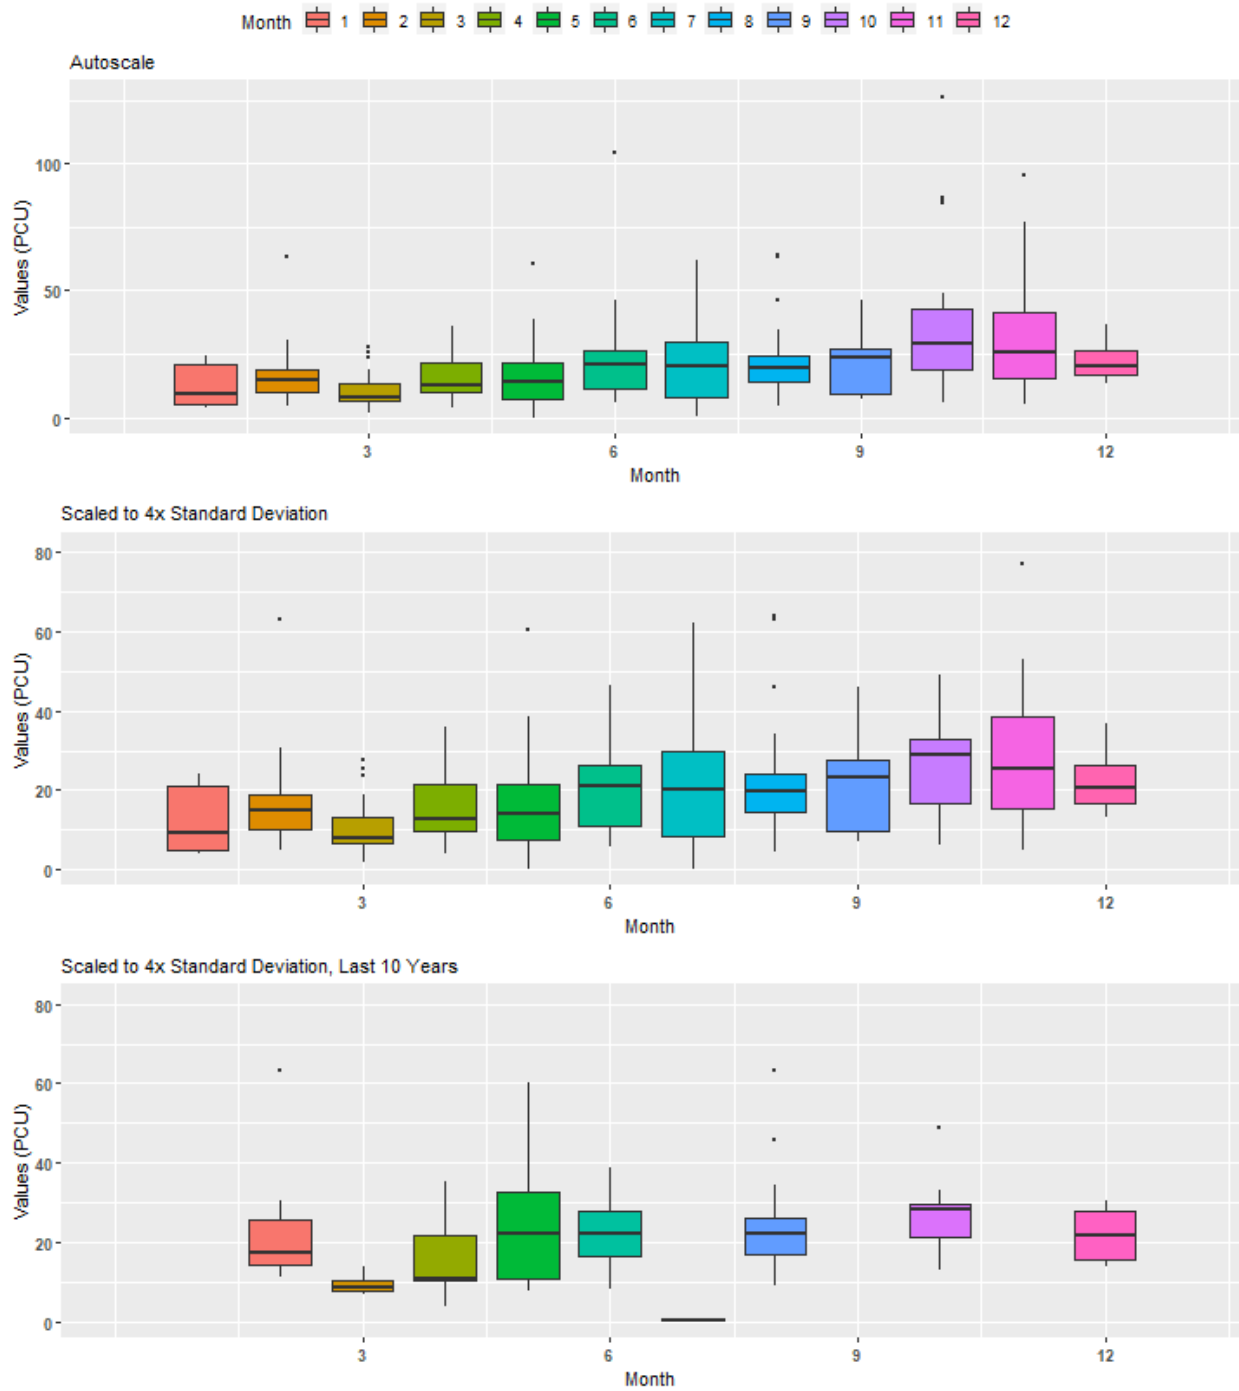 Month 1 2 3 4 5 6 7 8 9 10 11 12
Autoscale
Values (PCU)
100
50
0
3 6 9 12
Month
Scaled to 4x Standard Deviation
Values (PCU)
80
60
40
20
0
3 6 9 12
Month
Scaled to 4x Standard Deviation, Last 10 Years
Values (PCU)
80
60
40
20
0
3 6 9 12
Month